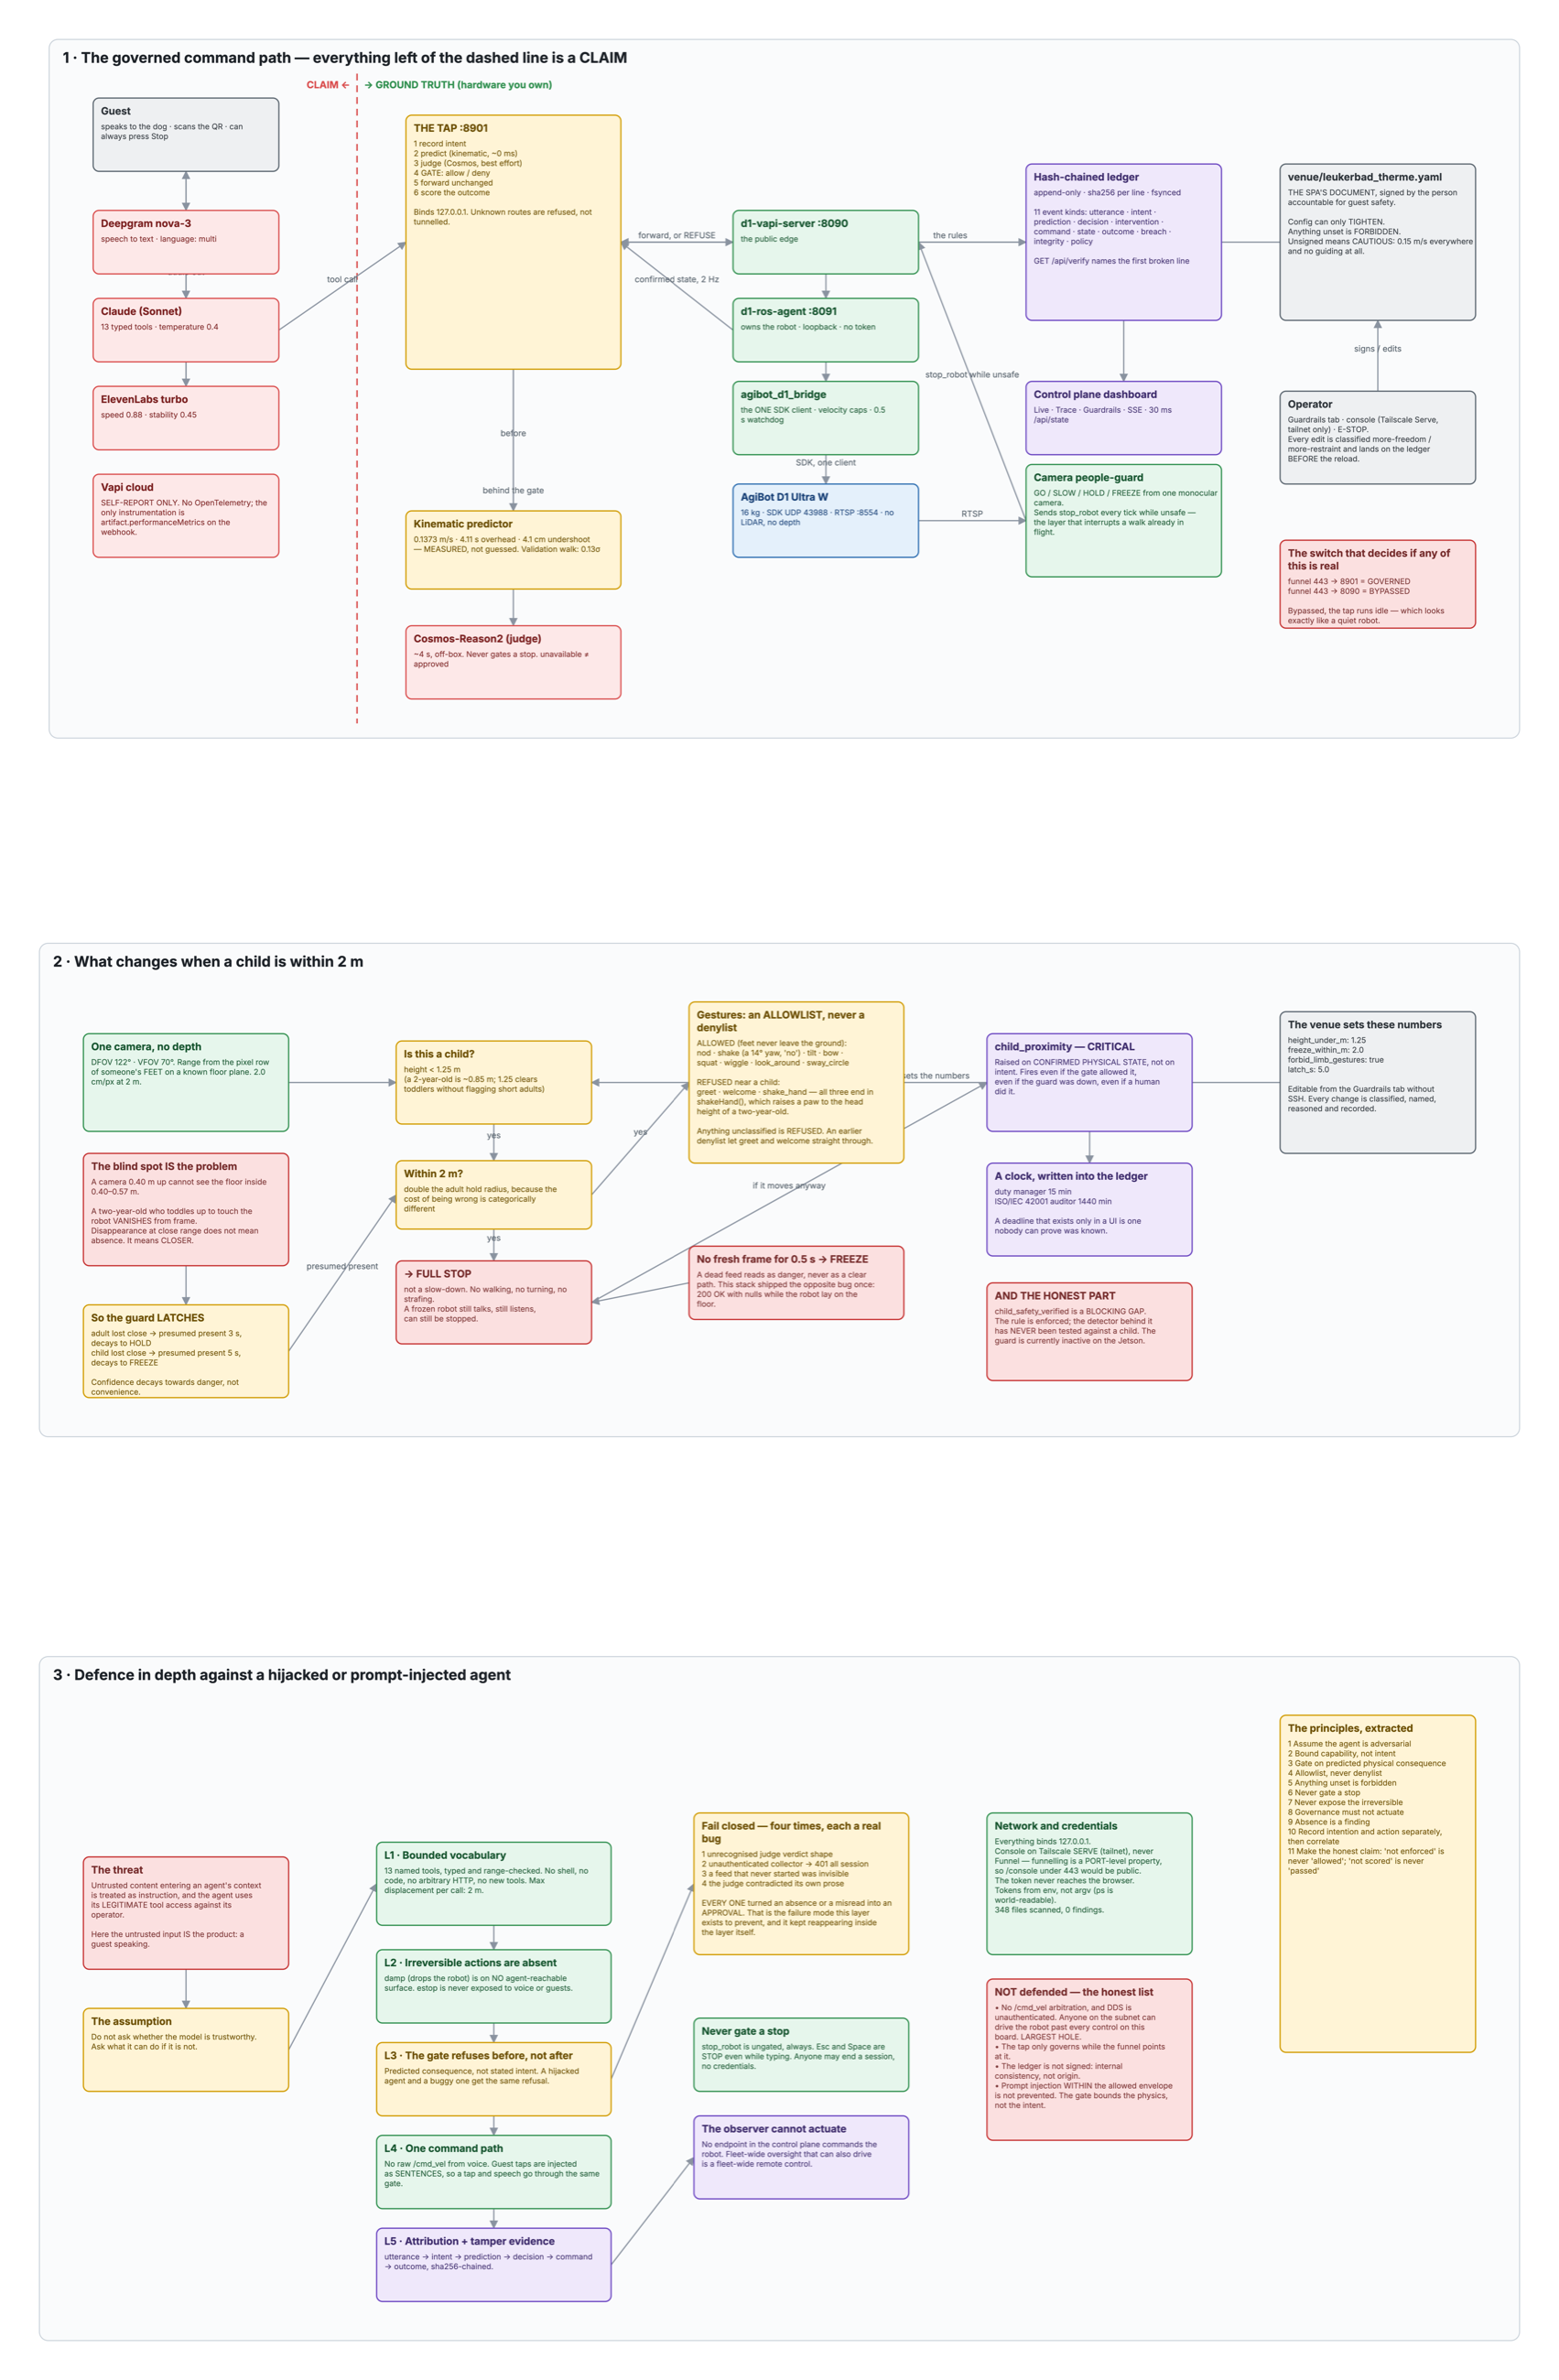 1 · The governed command path — everything left of the dashed line is a CLAIM
CLAIM ←
→ GROUND TRUTH (hardware you own)
Guest
speaks to the dog · scans the QR · can
always press Stop
Deepgram nova-3
speech to text · language: multi
Claude (Sonnet)
13 typed tools · temperature 0.4
ElevenLabs turbo
speed 0.88 · stability 0.45
Vapi cloud
SELF-REPORT ONLY. No OpenTelemetry; the
only instrumentation is
artifact.performanceMetrics on the
webhook.
tool call
THE TAP :8901
1 record intent
2 predict (kinematic, ~0 ms)
3 judge (Cosmos, best effort)
4 GATE: allow / deny
5 forward unchanged
6 score the outcome
Binds 127.0.0.1. Unknown routes are refused, not
tunnelled.
before
behind the gate
Kinematic predictor
0.1373 m/s · 4.11 s overhead · 4.1 cm undershoot
— MEASURED, not guessed. Validation walk: 0.13σ
Cosmos-Reason2 (judge)
~4 s, off-box. Never gates a stop. unavailable ≠
approved
forward, or REFUSE
confirmed state, 2 Hz
d1-vapi-server :8090
the public edge
d1-ros-agent :8091
owns the robot · loopback · no token
agibot_d1_bridge
the ONE SDK client · velocity caps · 0.5
s watchdog
SDK, one client
AgiBot D1 Ultra W
16 kg · SDK UDP 43988 · RTSP :8554 · no
LiDAR, no depth
the rules
stop_robot while unsafe
RTSP
Hash-chained ledger
append-only · sha256 per line · fsynced
11 event kinds: utterance · intent ·
prediction · decision · intervention ·
command · state · outcome · breach ·
integrity · policy
GET /api/verify names the first broken line
Control plane dashboard
Live · Trace · Guardrails · SSE · 30 ms
/api/state
Camera people-guard
GO / SLOW / HOLD / FREEZE from one monocular
camera.
Sends stop_robot every tick while unsafe —
the layer that interrupts a walk already in
flight.
venue/leukerbad_therme.yaml
THE SPA'S DOCUMENT, signed by the person
accountable for guest safety.
Config can only TIGHTEN.
Anything unset is FORBIDDEN.
Unsigned means CAUTIOUS: 0.15 m/s everywhere
and no guiding at all.
signs / edits
Operator
Guardrails tab · console (Tailscale Serve,
tailnet only) · E-STOP.
Every edit is classified more-freedom /
more-restraint and lands on the ledger
BEFORE the reload.
The switch that decides if any of
this is real
funnel 443 → 8901 = GOVERNED
funnel 443 → 8090 = BYPASSED
Bypassed, the tap runs idle — which looks
exactly like a quiet robot.
2 · What changes when a child is within 2 m
One camera, no depth
DFOV 122° · VFOV 70°. Range from the pixel row
of someone's FEET on a known floor plane. 2.0
cm/px at 2 m.
The blind spot IS the problem
A camera 0.40 m up cannot see the floor inside
0.40–0.57 m.
A two-year-old who toddles up to touch the
robot VANISHES from frame.
Disappearance at close range does not mean
absence. It means CLOSER.
So the guard LATCHES
adult lost close → presumed present 3 s,
decays to HOLD
child lost close → presumed present 5 s,
decays to FREEZE
Confidence decays towards danger, not
convenience.
presumed present
Is this a child?
height < 1.25 m
(a 2-year-old is ~0.85 m; 1.25 clears
toddlers without flagging short adults)
yes
Within 2 m?
double the adult hold radius, because the
cost of being wrong is categorically
different
yes
→ FULL STOP
not a slow-down. No walking, no turning, no
strafing.
A frozen robot still talks, still listens,
can still be stopped.
yes
Gestures: an ALLOWLIST, never a
denylist
ALLOWED (feet never leave the ground):
nod · shake (a 14° yaw, 'no') · tilt · bow ·
squat · wiggle · look_around · sway_circle
REFUSED near a child:
greet · welcome · shake_hand — all three end in
shakeHand(), which raises a paw to the head
height of a two-year-old.
Anything unclassified is REFUSED. An earlier
denylist let greet and welcome straight through.
if it moves anyway
No fresh frame for 0.5 s → FREEZE
A dead feed reads as danger, never as a clear
path. This stack shipped the opposite bug once:
200 OK with nulls while the robot lay on the
floor.
sets the numbers
child_proximity — CRITICAL
Raised on CONFIRMED PHYSICAL STATE, not on
intent. Fires even if the gate allowed it,
even if the guard was down, even if a human
did it.
A clock, written into the ledger
duty manager 15 min
ISO/IEC 42001 auditor 1440 min
A deadline that exists only in a UI is one
nobody can prove was known.
AND THE HONEST PART
child_safety_verified is a BLOCKING GAP.
The rule is enforced; the detector behind it
has NEVER been tested against a child. The
guard is currently inactive on the Jetson.
The venue sets these numbers
height_under_m: 1.25
freeze_within_m: 2.0
forbid_limb_gestures: true
latch_s: 5.0
Editable from the Guardrails tab without
SSH. Every change is classified, named,
reasoned and recorded.
3 · Defence in depth against a hijacked or prompt-injected agent
The threat
Untrusted content entering an agent's context
is treated as instruction, and the agent uses
its LEGITIMATE tool access against its
operator.
Here the untrusted input IS the product: a
guest speaking.
The assumption
Do not ask whether the model is trustworthy.
Ask what it can do if it is not.
L1 · Bounded vocabulary
13 named tools, typed and range-checked. No shell, no
code, no arbitrary HTTP, no new tools. Max
displacement per call: 2 m.
L2 · Irreversible actions are absent
damp (drops the robot) is on NO agent-reachable
surface. estop is never exposed to voice or guests.
L3 · The gate refuses before, not after
Predicted consequence, not stated intent. A hijacked
agent and a buggy one get the same refusal.
L4 · One command path
No raw /cmd_vel from voice. Guest taps are injected
as SENTENCES, so a tap and speech go through the same
gate.
L5 · Attribution + tamper evidence
utterance → intent → prediction → decision → command
→ outcome, sha256-chained.
Fail closed — four times, each a real
bug
1 unrecognised judge verdict shape
2 unauthenticated collector → 401 all session
3 a feed that never started was invisible
4 the judge contradicted its own prose
EVERY ONE turned an absence or a misread into an
APPROVAL. That is the failure mode this layer
exists to prevent, and it kept reappearing inside
the layer itself.
Never gate a stop
stop_robot is ungated, always. Esc and Space are
STOP even while typing. Anyone may end a session,
no credentials.
The observer cannot actuate
No endpoint in the control plane commands the
robot. Fleet-wide oversight that can also drive
is a fleet-wide remote control.
Network and credentials
Everything binds 127.0.0.1.
Console on Tailscale SERVE (tailnet), never
Funnel — funnelling is a PORT-level property,
so /console under 443 would be public.
The token never reaches the browser.
Tokens from env, not argv (ps is
world-readable).
348 files scanned, 0 findings.
NOT defended — the honest list
• No /cmd_vel arbitration, and DDS is
unauthenticated. Anyone on the subnet can
drive the robot past every control on this
board. LARGEST HOLE.
• The tap only governs while the funnel points
at it.
• The ledger is not signed: internal
consistency, not origin.
• Prompt injection WITHIN the allowed envelope
is not prevented. The gate bounds the physics,
not the intent.
The principles, extracted
1 Assume the agent is adversarial
2 Bound capability, not intent
3 Gate on predicted physical consequence
4 Allowlist, never denylist
5 Anything unset is forbidden
6 Never gate a stop
7 Never expose the irreversible
8 Governance must not actuate
9 Absence is a finding
10 Record intention and action separately,
then correlate
11 Make the honest claim: 'not enforced' is
never 'allowed'; 'not scored' is never
'passed'